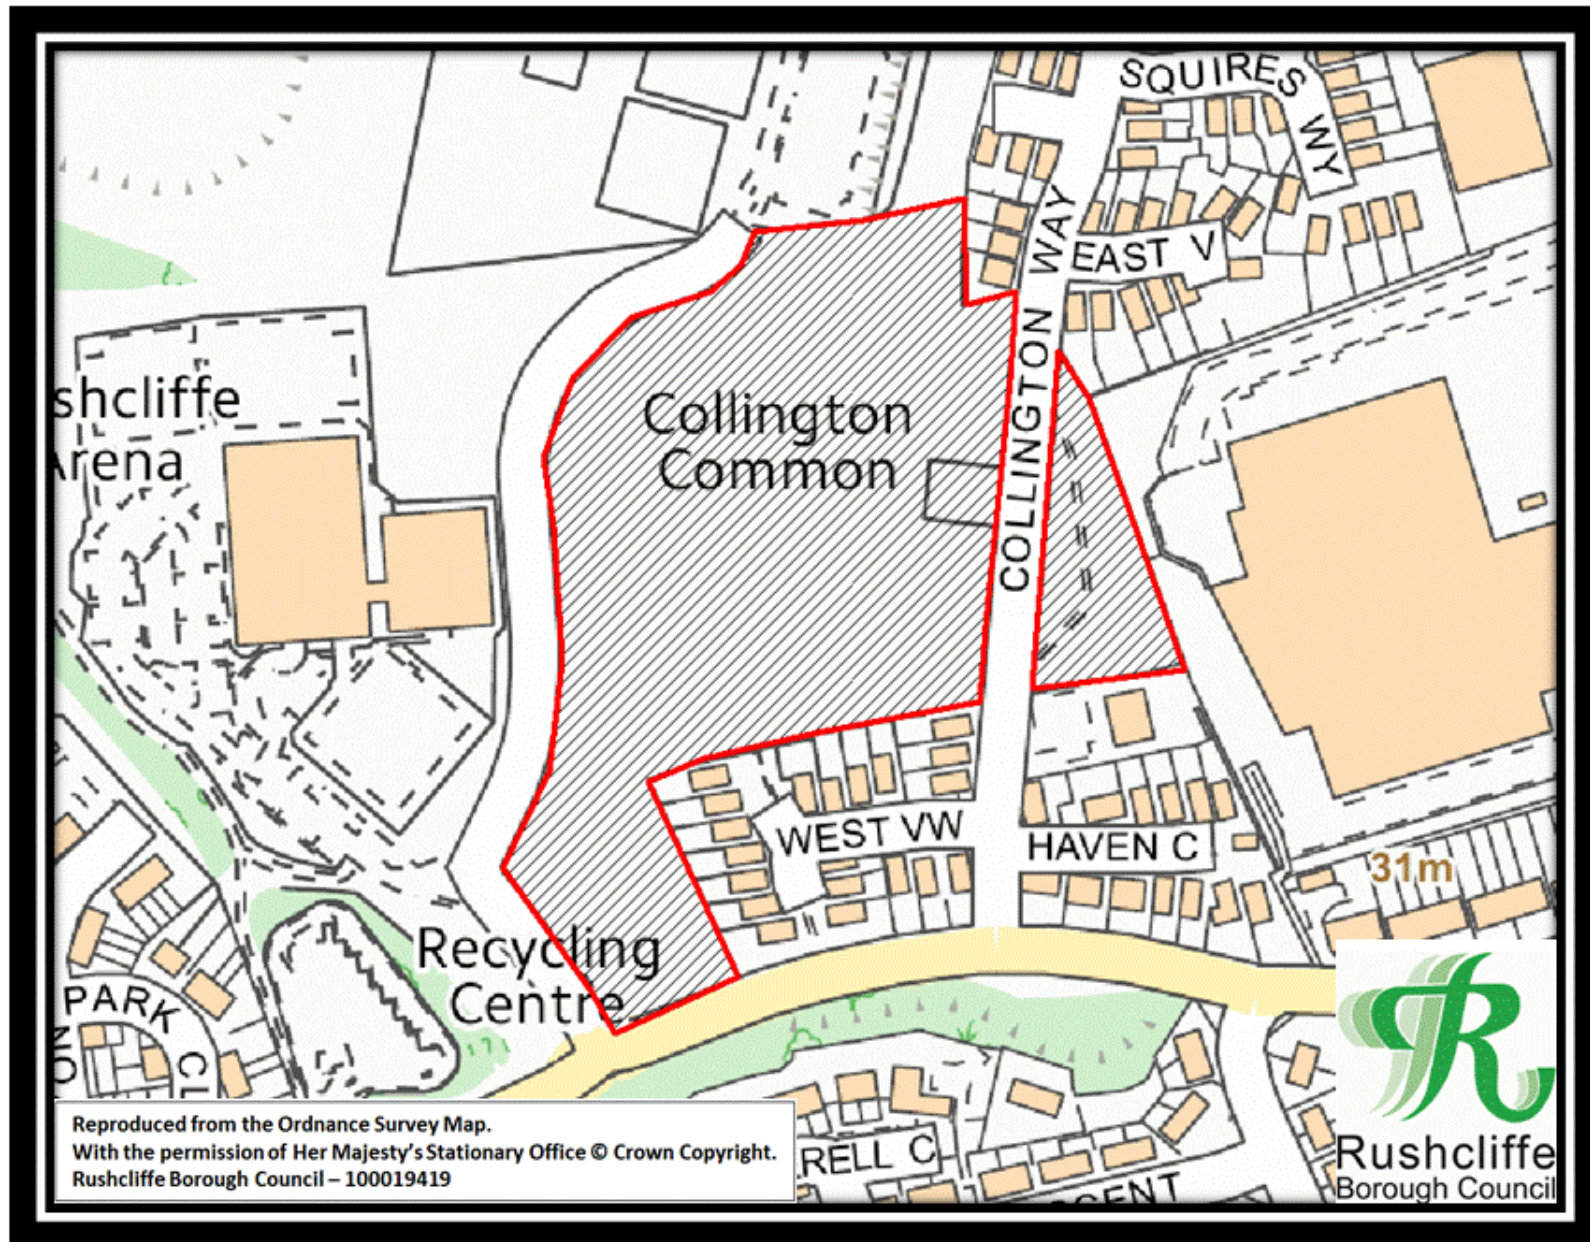 SQUIRES WY
COLLINGTON WAY
EAST V
shcliffe
Arena
Collington
Common
WEST VW
HAVEN C
31m
Recycling
Centre
PARK CL
Reproduced from the Ordnance Survey Map.
With the permission of Her Majesty's Stationary Office © Crown Copyright.
Rushcliffe Borough Council – 100019419
RELL C
GENT
Rushcliffe
Borough Council